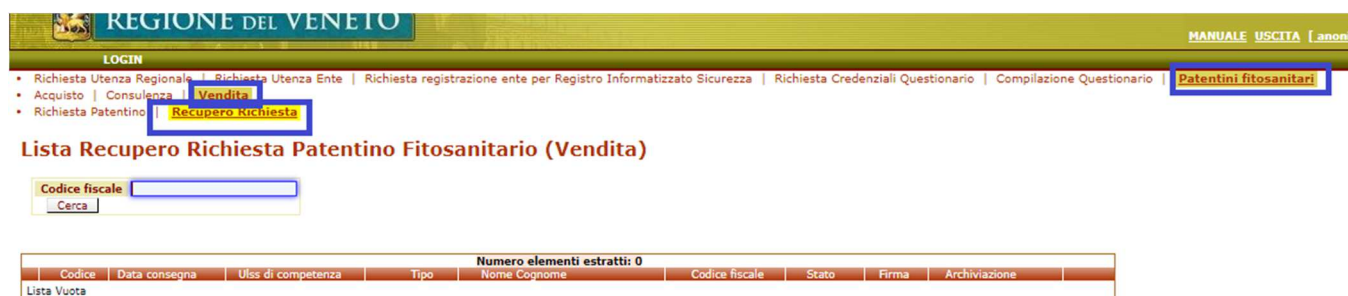 REGIONE DEL VENETO
MANUALE USCITA [ anon
LOGIN
• Richiesta Utenza Regionale | Richiesta Utenza Ente | Richiesta registrazione ente per Registro Informatizzato Sicurezza | Richiesta Credenziali Questionario | Compilazione Questionario | Patentini fitosanitari
• Acquisto | Consulenza | Vendita
• Richiesta Patentino | Recupero Richiesta
Lista Recupero Richiesta Patentino Fitosanitario (Vendita)
Codice fiscale
Cerca
Numero elementi estratti: 0
Codice Data consegna Ulss di competenza Tipo Nome Cognome Codice fiscale Stato Firma Archiviazione
Lista Vuota